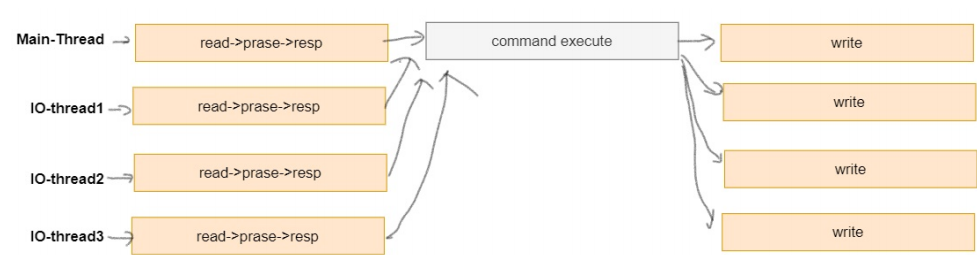 Main-Thread read->prase->resp command execute write
IO-thread1 read->prase->resp write
IO-thread2 read->prase->resp write
IO-thread3 read->prase->resp write